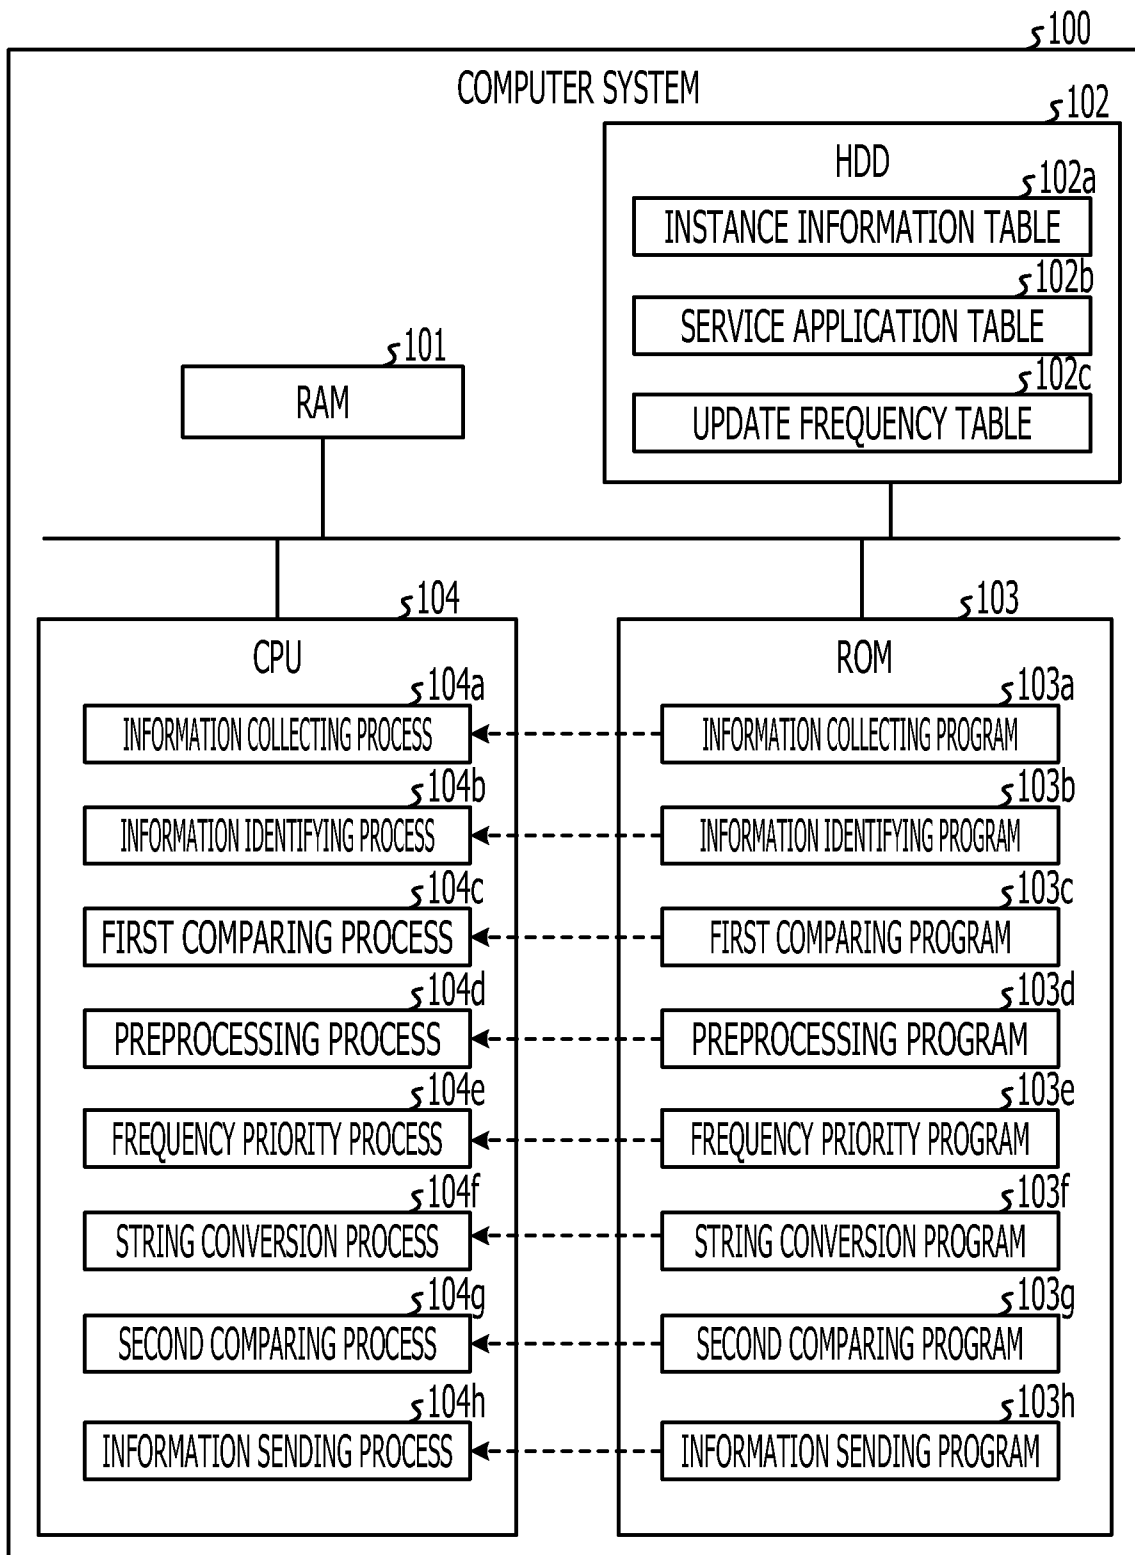 100
COMPUTER SYSTEM
102
HDD
102a
INSTANCE INFORMATION TABLE
102b
SERVICE APPLICATION TABLE
102c
UPDATE FREQUENCY TABLE
101
RAM
104
CPU
104a
INFORMATION COLLECTING PROCESS
104b
INFORMATION IDENTIFYING PROCESS
104c
FIRST COMPARING PROCESS
104d
PREPROCESSING PROCESS
104e
FREQUENCY PRIORITY PROCESS
104f
STRING CONVERSION PROCESS
104g
SECOND COMPARING PROCESS
104h
INFORMATION SENDING PROCESS
103
ROM
103a
INFORMATION COLLECTING PROGRAM
103b
INFORMATION IDENTIFYING PROGRAM
103c
FIRST COMPARING PROGRAM
103d
PREPROCESSING PROGRAM
103e
FREQUENCY PRIORITY PROGRAM
103f
STRING CONVERSION PROGRAM
103g
SECOND COMPARING PROGRAM
103h
INFORMATION SENDING PROGRAM